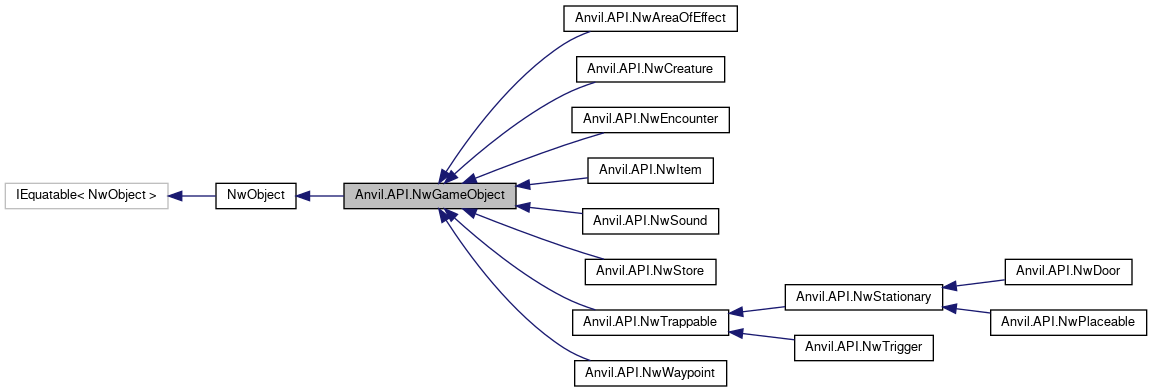 Anvil.API.NwAreaOfEffect
Anvil.API.NwCreature
Anvil.API.NwEncounter
Anvil.API.NwItem
IEquatable< NwObject >
NwObject
Anvil.API.NwGameObject
Anvil.API.NwSound
Anvil.API.NwStore
Anvil.API.NwDoor
Anvil.API.NwStationary
Anvil.API.NwTrappable
Anvil.API.NwPlaceable
Anvil.API.NwTrigger
Anvil.API.NwWaypoint